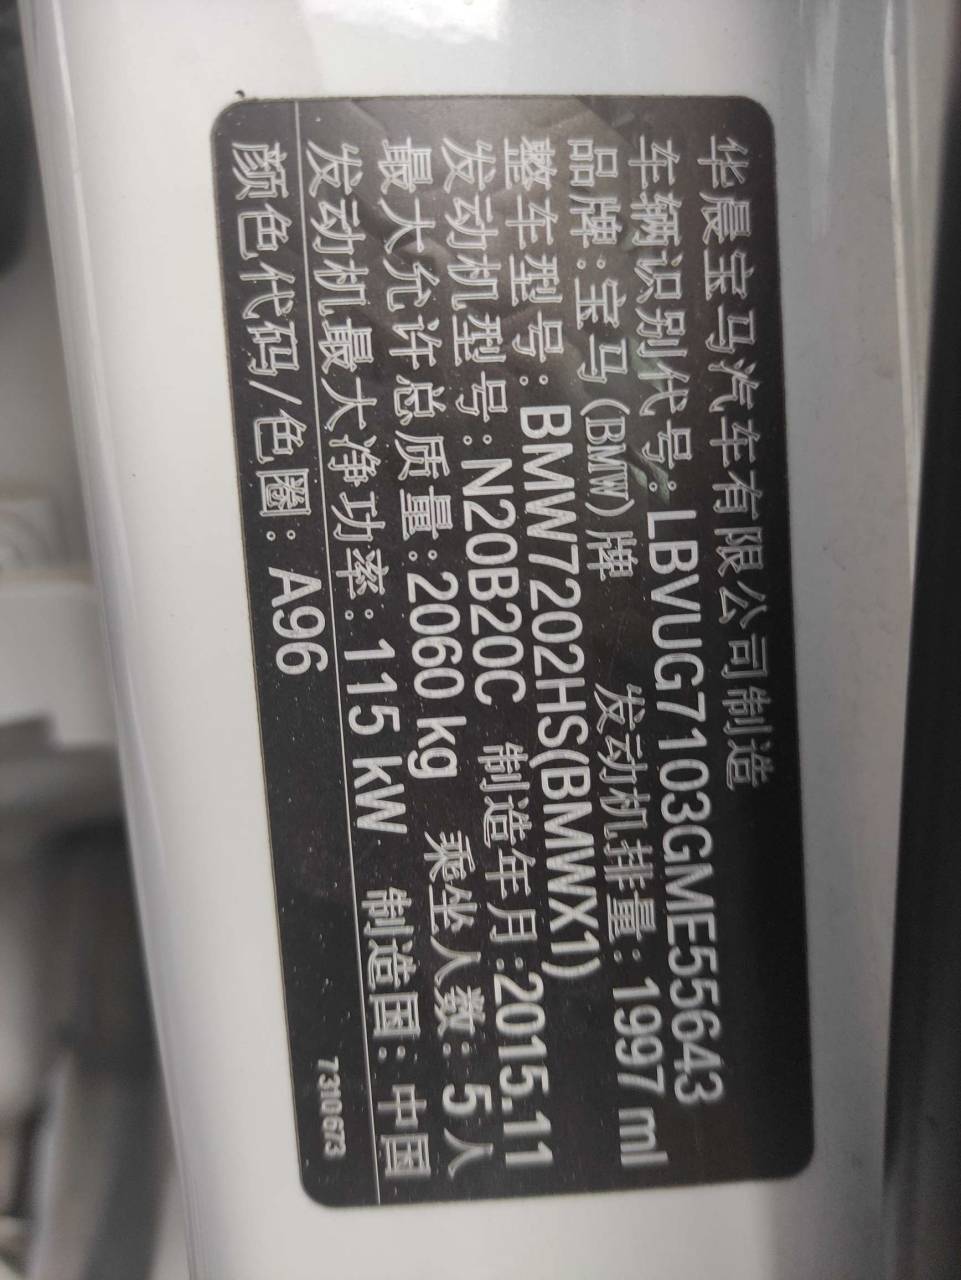 华晨宝马汽车有限公司制造
车辆识别代号:LBVUG7103GME55643
品牌:宝马(BMW)牌 发动机排量:1997 ml
整车型号:BMW7202HS(BMWX1)
发动机型号:N20B20C 制造年月:2015.11
最大允许总质量:2060 kg 乘坐人数:5人
发动机最大净功率:115 kW 制造国:中国
颜色代码/色圈:A96
7310673